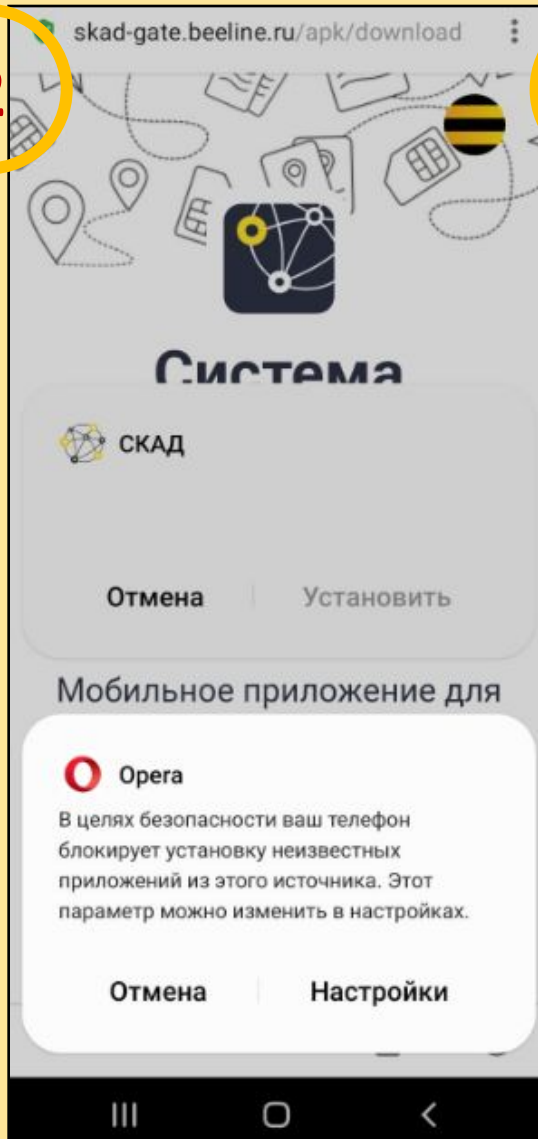 skad-gate.beeline.ru/apk/download
Система
СКАД
Отмена
Установить
Мобильное приложение для
Opera
В целях безопасности ваш телефон
блокирует установку неизвестных
приложений из этого источника. Этот
параметр можно изменить в настройках.
Отмена
Настройки